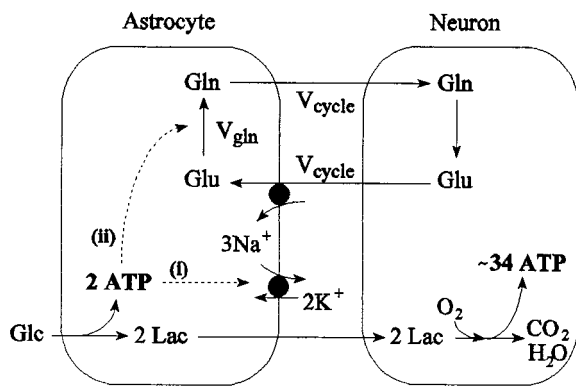 Astrocyte Neuron
Gln Gln
V_cycle
V_gln
V_cycle
Glu Glu
(ii) 3Na⁺
(i) ~34 ATP
2 ATP
2K⁺ O₂
Glc 2 Lac 2 Lac CO₂
H₂O